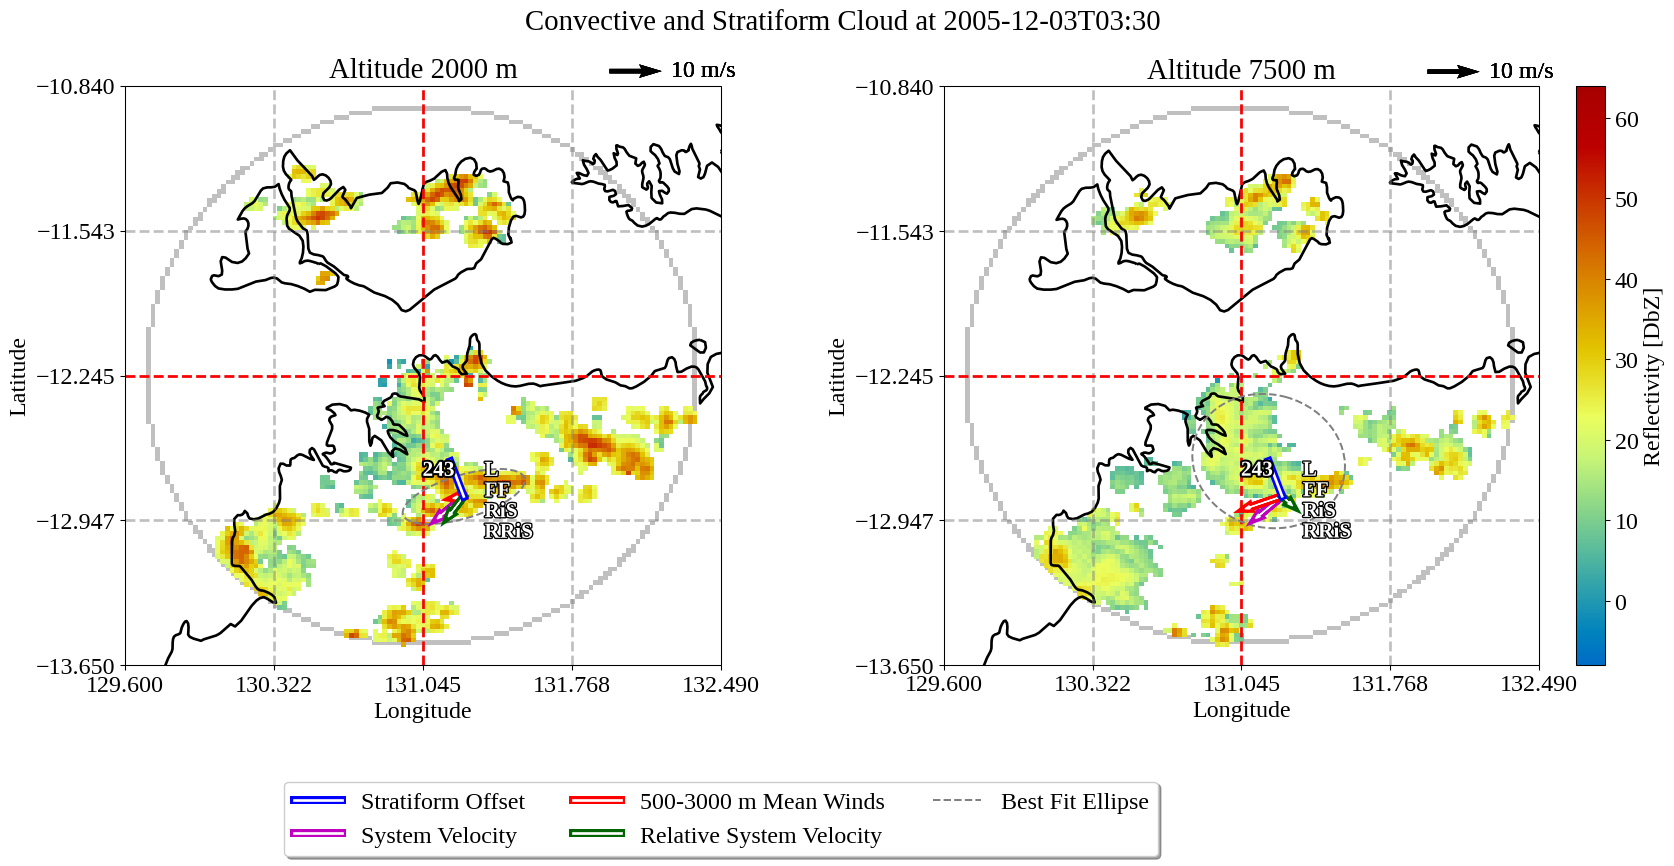 Convective and Stratiform Cloud at 2005-12-03T03:30
Altitude 2000 m
10 m/s
−10.840
−11.543
−12.245
−12.947
−13.650
Latitude
129.600
130.322
131.045
131.768
132.490
Longitude
243
L
FF
RiS
RRiS
Altitude 7500 m
10 m/s
−10.840
−11.543
−12.245
−12.947
−13.650
Latitude
129.600
130.322
131.045
131.768
132.490
Longitude
243
L
FF
RiS
RRiS
60
50
40
30
20
10
0
Reflectivity [DbZ]
Stratiform Offset
System Velocity
500-3000 m Mean Winds
Relative System Velocity
Best Fit Ellipse